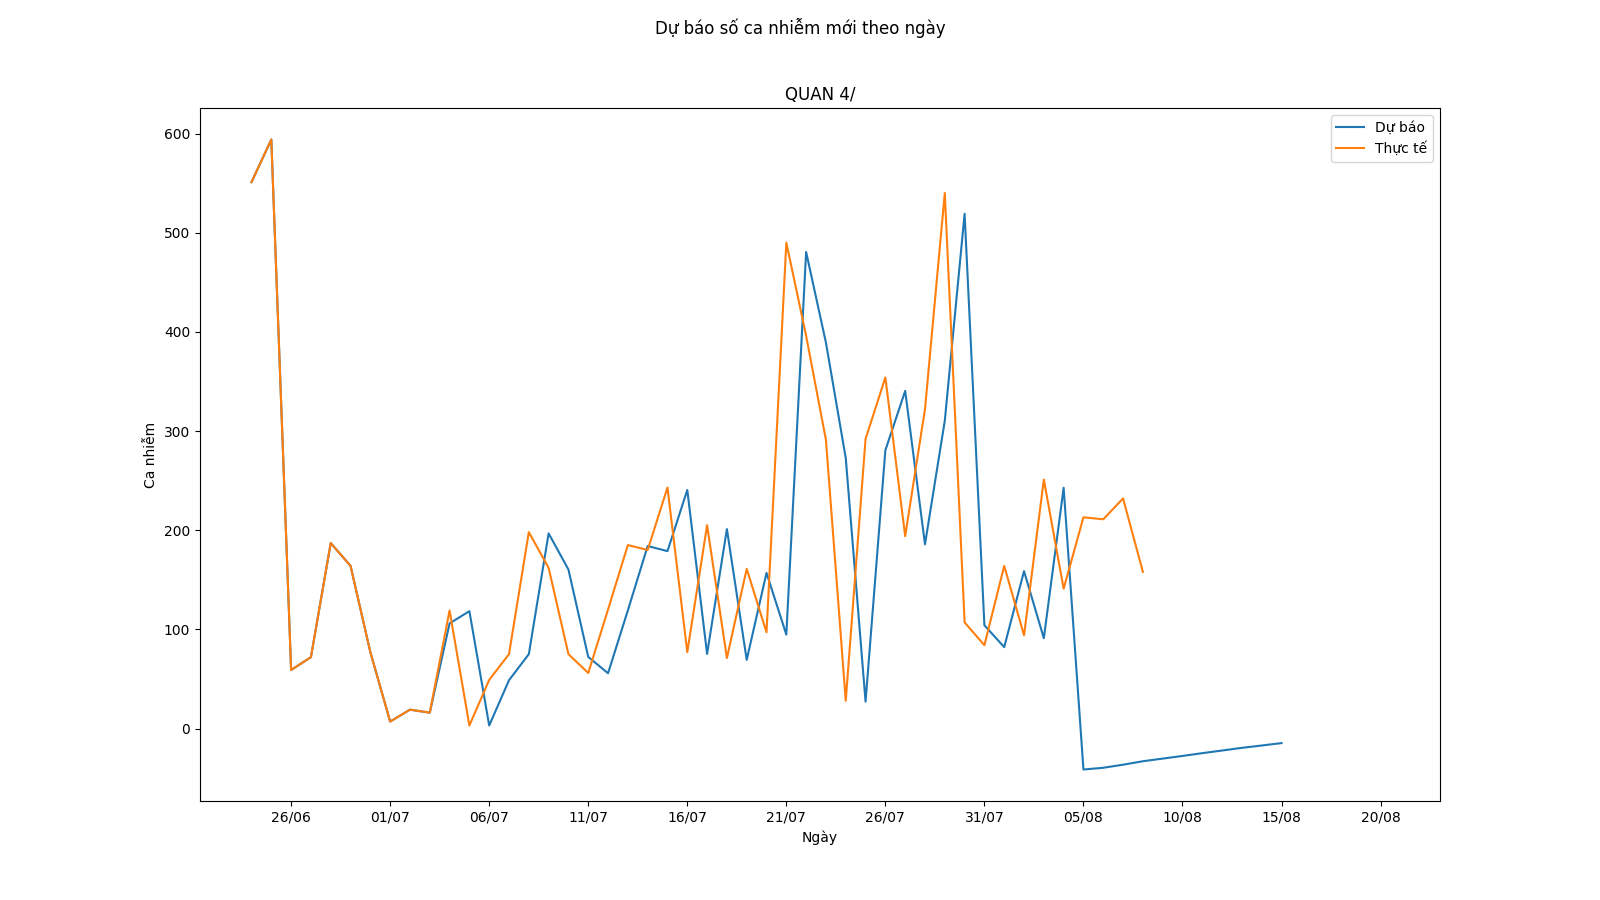 Dự báo số ca nhiễm mới theo ngày
QUAN 4/
Dự báo
Thực tế
600
500
400
300
200
100
0
Ca nhiễm
26/06 01/07 06/07 11/07 16/07 21/07 26/07 31/07 05/08 10/08 15/08 20/08
Ngày